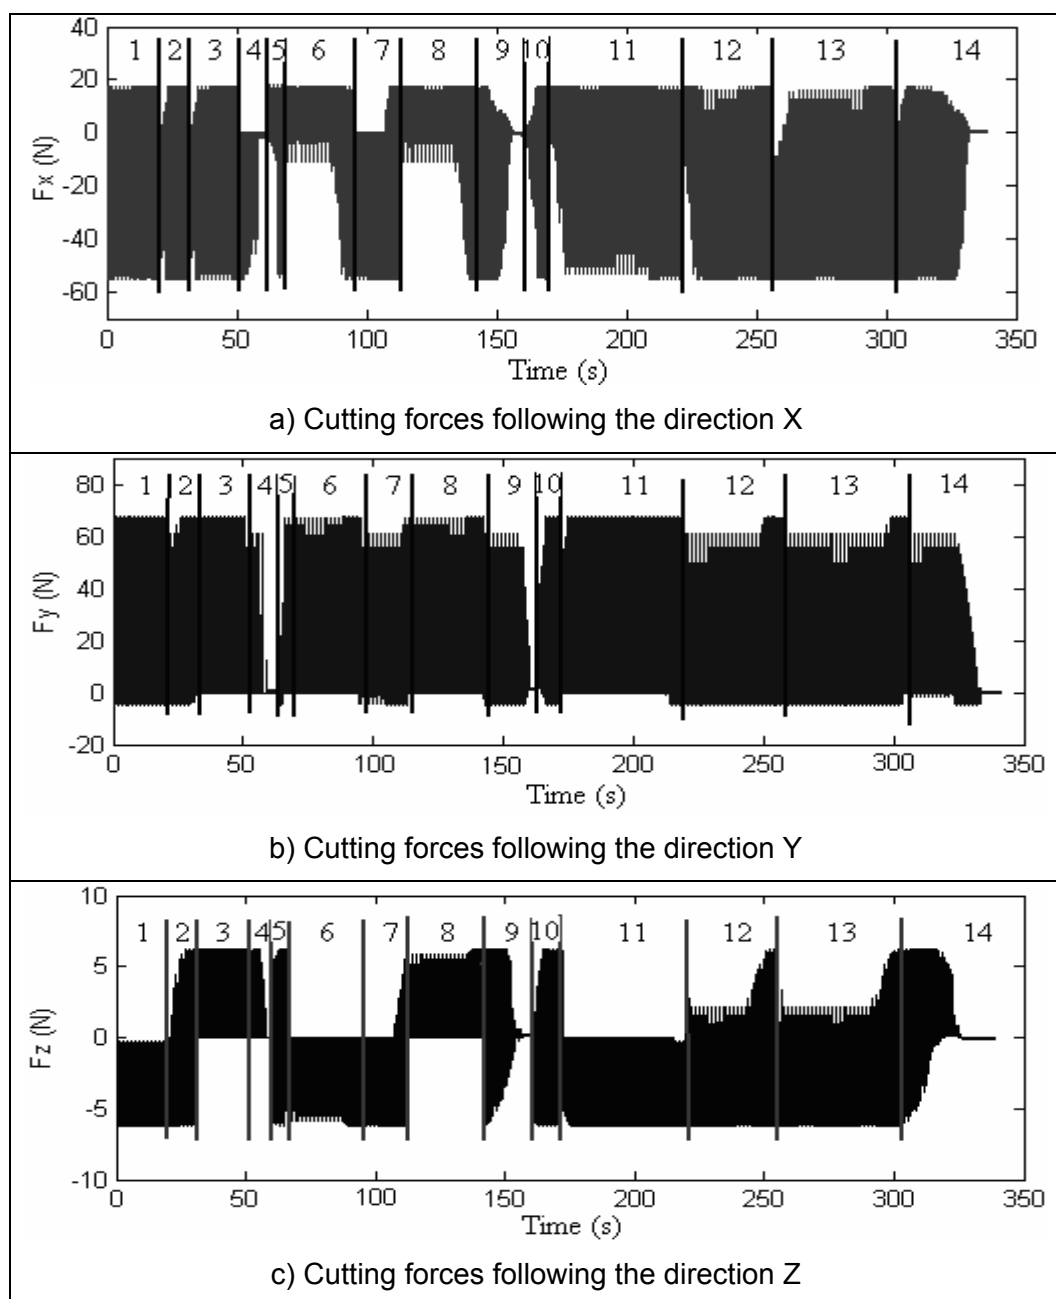 40
20
0
-20
-40
-60
Fx (N)
1 2 3 4 5 6 7 8 9 10 11 12 13 14
0 50 100 150 200 250 300 350
Time (s)
a) Cutting forces following the direction X
80
60
40
20
0
-20
Fy (N)
1 2 3 4 5 6 7 8 9 10 11 12 13 14
0 50 100 150 200 250 300 350
Time (s)
b) Cutting forces following the direction Y
10
5
0
-5
-10
Fz (N)
1 2 3 4 5 6 7 8 9 10 11 12 13 14
0 50 100 150 200 250 300 350
Time (s)
c) Cutting forces following the direction Z